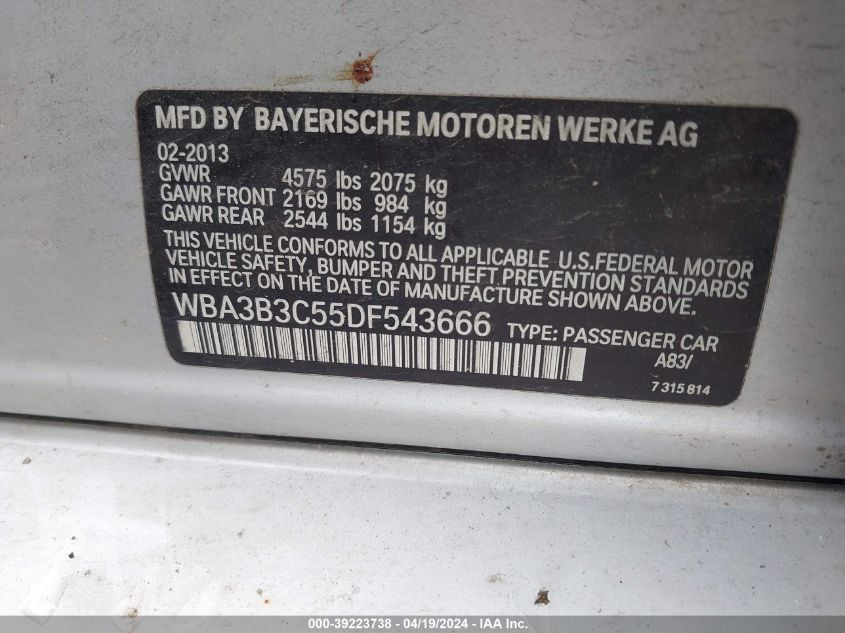 MFD BY BAYERISCHE MOTOREN WERKE AG
02-2013
GVWR 4575 lbs 2075 kg
GAWR FRONT 2169 lbs 984 kg
GAWR REAR 2544 lbs 1154 kg
THIS VEHICLE CONFORMS TO ALL APPLICABLE U.S.FEDERAL MOTOR
VEHICLE SAFETY, BUMPER AND THEFT PREVENTION STANDARDS
IN EFFECT ON THE DATE OF MANUFACTURE SHOWN ABOVE.
WBA3B3C55DF543666 TYPE: PASSENGER CAR
A83/
7 315 814
000-39223738 - 04/19/2024 - IAA Inc.